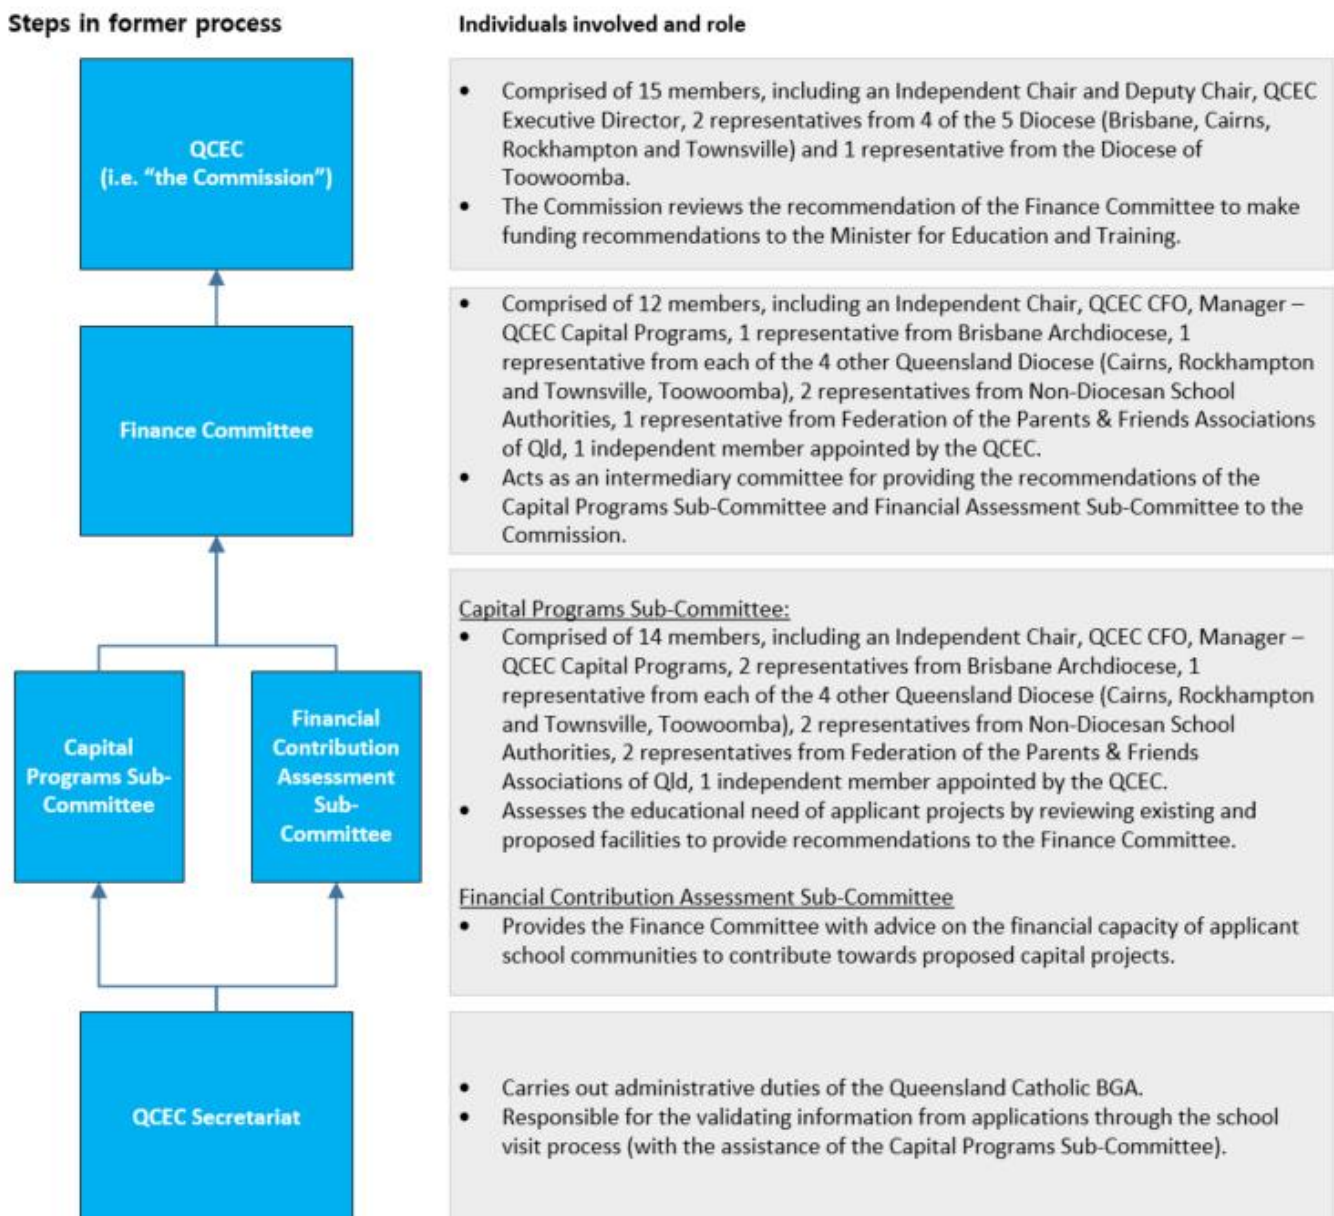 Steps in former process
Individuals involved and role
QCEC
(i.e. “the Commission”)
• Comprised of 15 members, including an Independent Chair and Deputy Chair, QCEC
Executive Director, 2 representatives from 4 of the 5 Diocese (Brisbane, Cairns,
Rockhampton and Townsville) and 1 representative from the Diocese of
Toowoomba.
• The Commission reviews the recommendation of the Finance Committee to make
funding recommendations to the Minister for Education and Training.
Finance Committee
• Comprised of 12 members, including an Independent Chair, QCEC CFO, Manager –
QCEC Capital Programs, 1 representative from Brisbane Archdiocese, 1
representative from each of the 4 other Queensland Diocese (Cairns, Rockhampton
and Townsville, Toowoomba), 2 representatives from Non-Diocesan School
Authorities, 1 representative from Federation of the Parents & Friends Associations
of Qld, 1 independent member appointed by the QCEC.
• Acts as an intermediary committee for providing the recommendations of the
Capital Programs Sub-Committee and Financial Assessment Sub-Committee to the
Commission.
Capital
Programs Sub-
Committee
Financial
Contribution
Assessment
Sub-
Committee
Capital Programs Sub-Committee:
• Comprised of 14 members, including an Independent Chair, QCEC CFO, Manager –
QCEC Capital Programs, 2 representatives from Brisbane Archdiocese, 1
representative from each of the 4 other Queensland Diocese (Cairns, Rockhampton
and Townsville, Toowoomba), 2 representatives from Non-Diocesan School
Authorities, 2 representatives from Federation of the Parents & Friends
Associations of Qld, 1 independent member appointed by the QCEC.
• Assesses the educational need of applicant projects by reviewing existing and
proposed facilities to provide recommendations to the Finance Committee.
Financial Contribution Assessment Sub-Committee
• Provides the Finance Committee with advice on the financial capacity of applicant
school communities to contribute towards proposed capital projects.
QCEC Secretariat
• Carries out administrative duties of the Queensland Catholic BGA.
• Responsible for the validating information from applications through the school
visit process (with the assistance of the Capital Programs Sub-Committee).